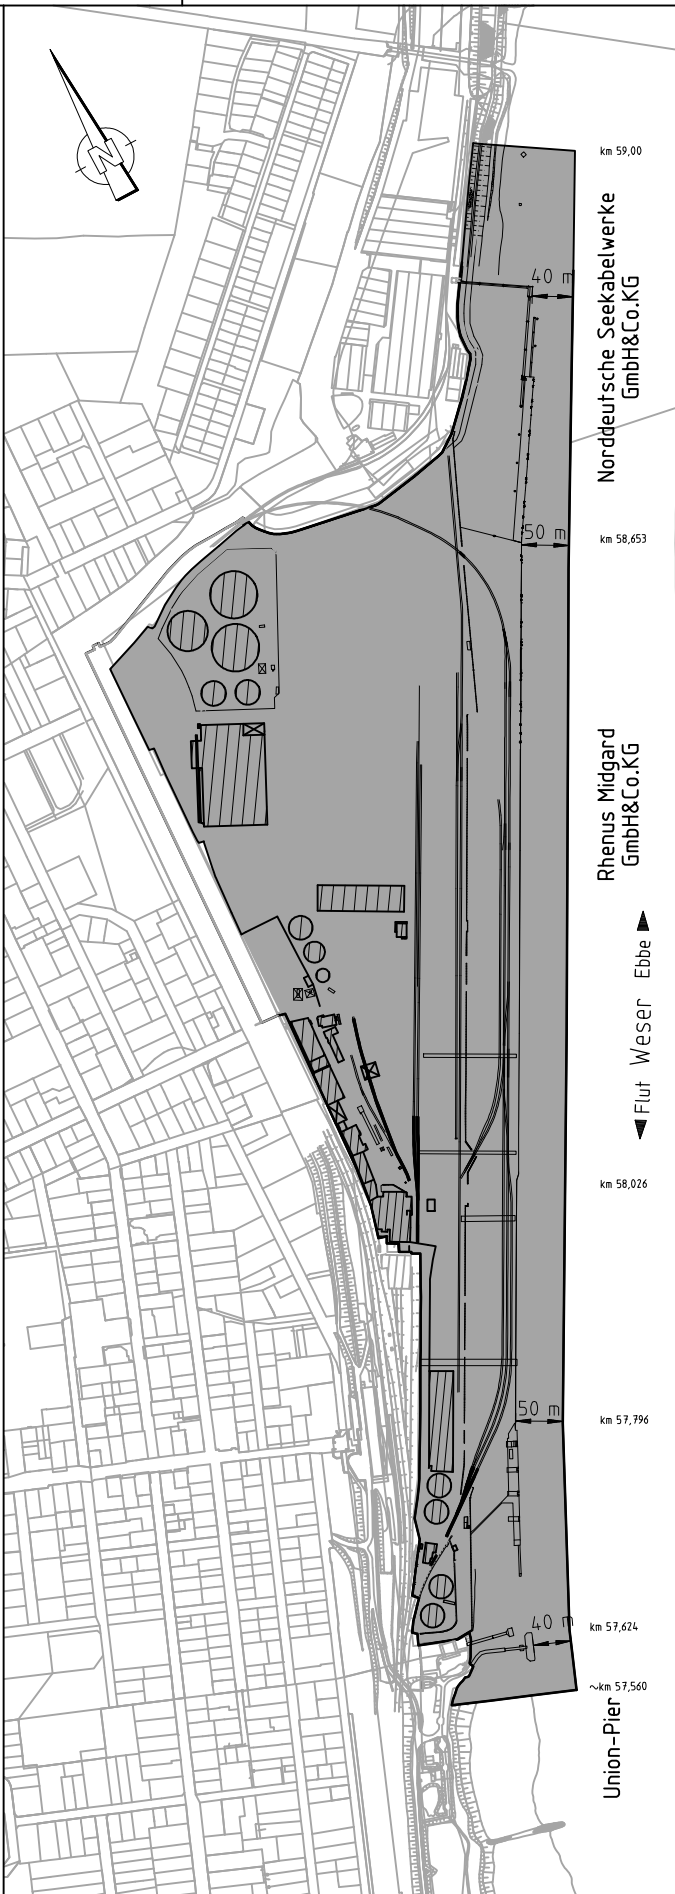 N
km 59,00
Norddeutsche Seekabelwerke
GmbH&Co.KG
40 m
50 m
km 58,653
Rhenus Midgard
GmbH&Co.KG
Flut Weser Ebbe
km 58,026
50 m
km 57,796
40 m
km 57,624
~km 57,560
Union-Pier